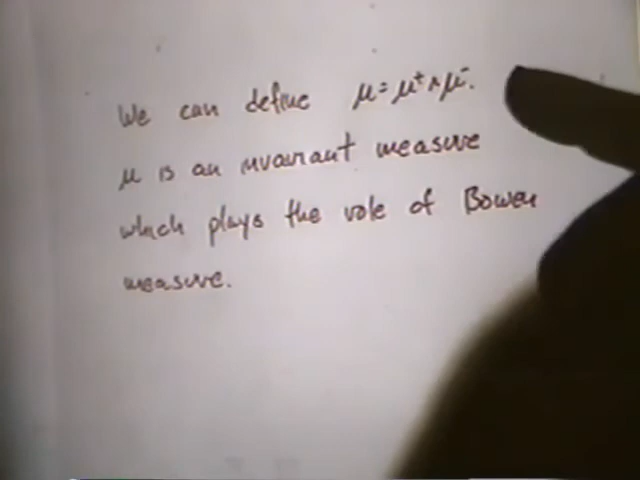 We can define μ = μ⁺ ∧ μ⁻.
μ is an invariant measure
which plays the role of Bowen
measure.